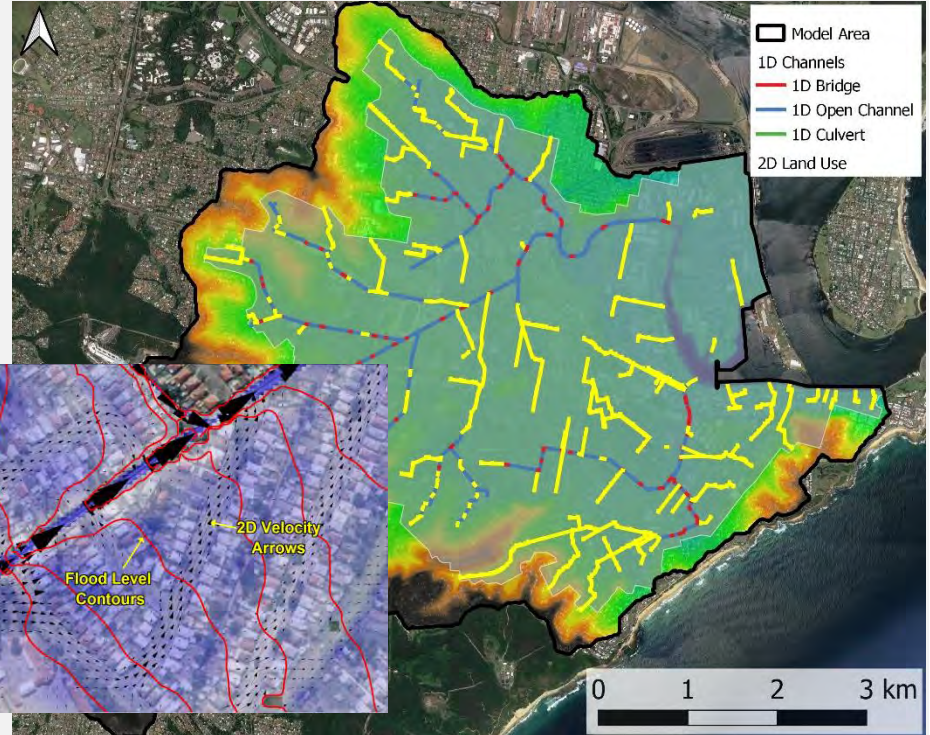 Model Area
1D Channels
1D Bridge
1D Open Channel
1D Culvert
2D Land Use
2D Velocity
Arrows
Flood Level
Contours
0 1 2 3 km